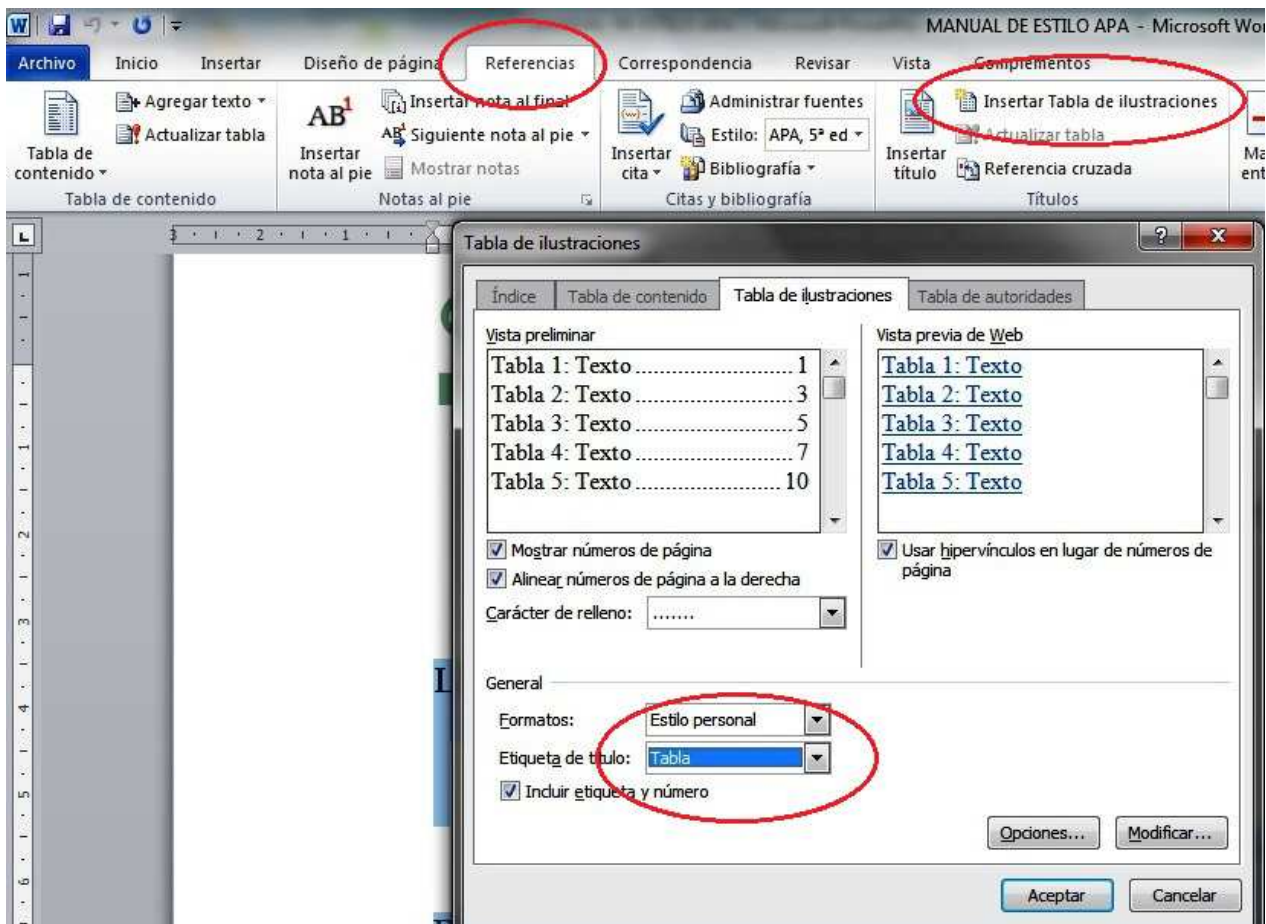 MANUAL DE ESTILO APA - Microsoft Wor
Archivo Inicio Insertar Diseño de página Referencias Correspondencia Revisar Vista Complementos
Tabla de contenido
Agregar texto
Actualizar tabla
Tabla de contenido
AB1
Insertar nota al pie
Insertar nota al final
Siguiente nota al pie
Mostrar notas
Notas al pie
Insertar cita
Administrar fuentes
Estilo: APA, 5ª ed
Bibliografía
Citas y bibliografía
Insertar título
Insertar Tabla de ilustraciones
Actualizar tabla
Referencia cruzada
Títulos
Ma
ent
3 2 1
Tabla de ilustraciones
Índice Tabla de contenido Tabla de ilustraciones Tabla de autoridades
Vista preliminar
Tabla 1: Texto ........................... 1
Tabla 2: Texto ........................... 3
Tabla 3: Texto ........................... 5
Tabla 4: Texto ........................... 7
Tabla 5: Texto ......................... 10
Vista previa de Web
Tabla 1: Texto
Tabla 2: Texto
Tabla 3: Texto
Tabla 4: Texto
Tabla 5: Texto
Mostrar números de página
Alinear números de página a la derecha
Carácter de relleno: .......
Usar hipervínculos en lugar de números de
página
General
Formatos: Estilo personal
Etiqueta de título: Tabla
Incluir etiqueta y número
Opciones... Modificar...
Aceptar Cancelar